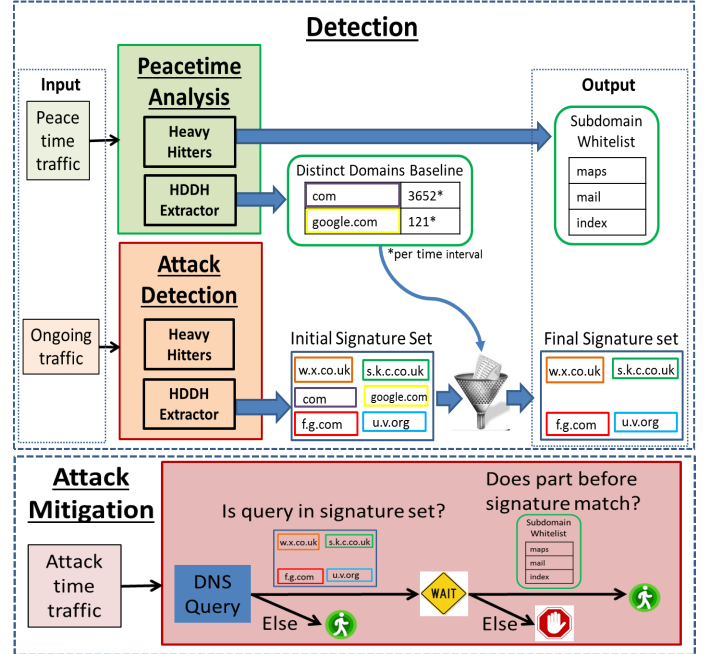 Detection
Input
Peacetime
Analysis
Output
Peace
time
traffic
Heavy
Hitters
HDDH
Extractor
Distinct Domains Baseline
com 3652*
google.com 121*
*per time interval
Subdomain
Whitelist
maps
mail
index
Attack
Detection
Ongoing
traffic
Heavy
Hitters
HDDH
Extractor
Initial Signature Set
w.x.co.uk s.k.c.co.uk
com google.com
f.g.com u.v.org
Final Signature set
w.x.co.uk s.k.c.co.uk
f.g.com u.v.org
Attack
Mitigation
Attack
time
traffic
DNS
Query
Is query in signature set?
w.x.co.uk s.k.c.co.uk
f.g.com u.v.org
Else
WAIT
Does part before
signature match?
Subdomain
Whitelist
maps
mail
index
Else